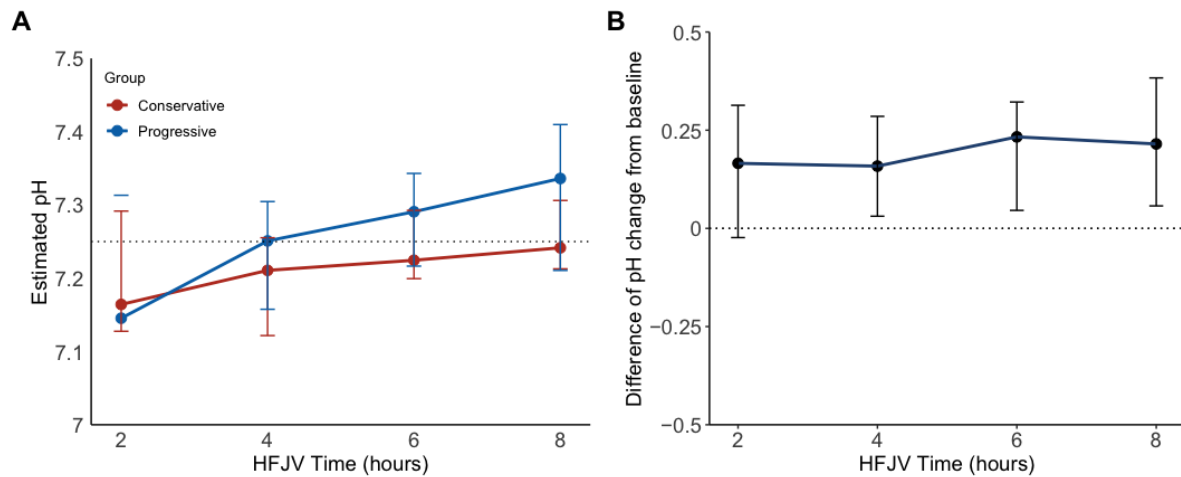 A
7.5
7.4
7.3
7.2
7.1
7
Estimated pH
Group
Conservative
Progressive
2 4 6 8
HFJV Time (hours)
B
0.5
0.25
0
−0.25
−0.5
Difference of pH change from baseline
2 4 6 8
HFJV Time (hours)